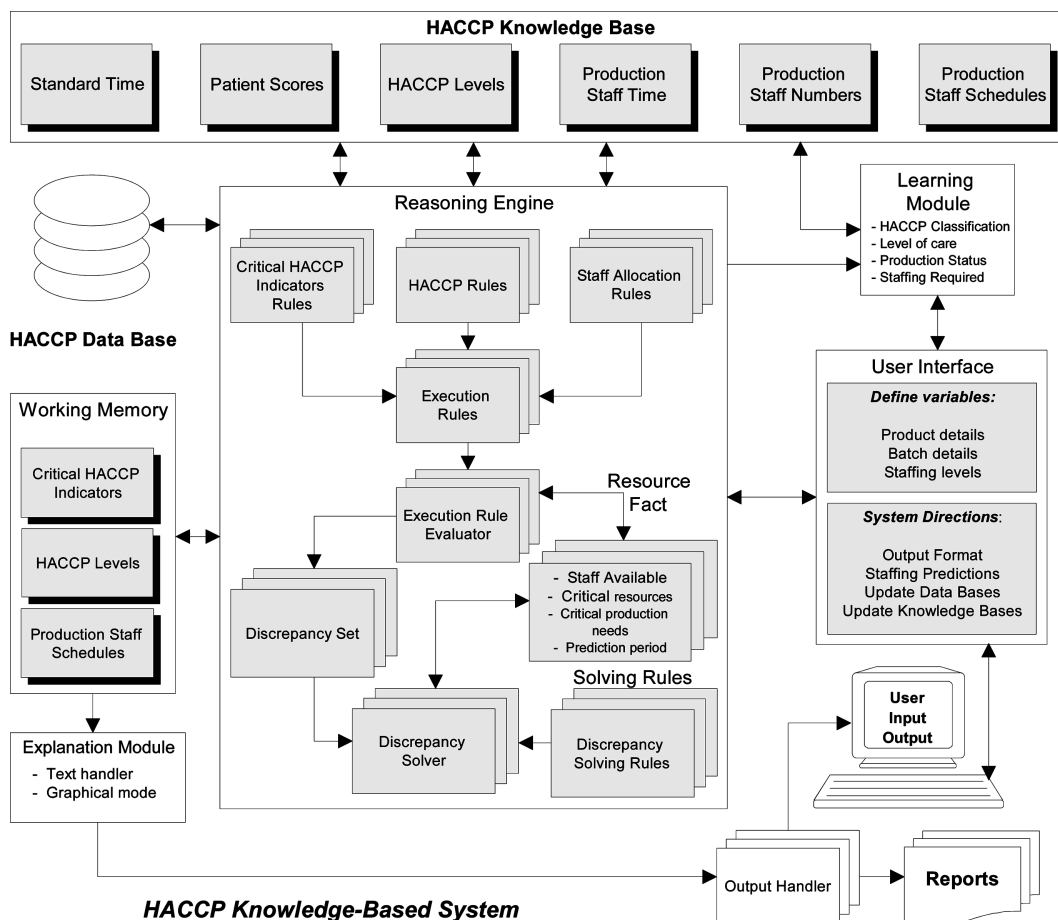 HACCP Knowledge Base
Standard Time
Patient Scores
HACCP Levels
Production
Staff Time
Production
Staff Numbers
Production
Staff Schedules
Reasoning Engine
Learning
Module
- HACCP Classification
- Level of care
- Production Status
- Staffing Required
Critical HACCP
Indicators
Rules
HACCP Rules
Staff Allocation
Rules
HACCP Data Base
Execution
Rules
User Interface
Define variables:
Product details
Batch details
Staffing levels
System Directions:
Output Format
Staffing Predictions
Update Data Bases
Update Knowledge Bases
Working Memory
Critical HACCP
Indicators
HACCP Levels
Production Staff
Schedules
Execution Rule
Evaluator
Resource
Fact
- Staff Available
- Critical resources
- Critical production
needs
- Prediction period
Discrepancy Set
Solving Rules
Discrepancy
Solver
Discrepancy
Solving Rules
User
Input
Output
Explanation Module
- Text handler
- Graphical mode
Output Handler
Reports
HACCP Knowledge-Based System